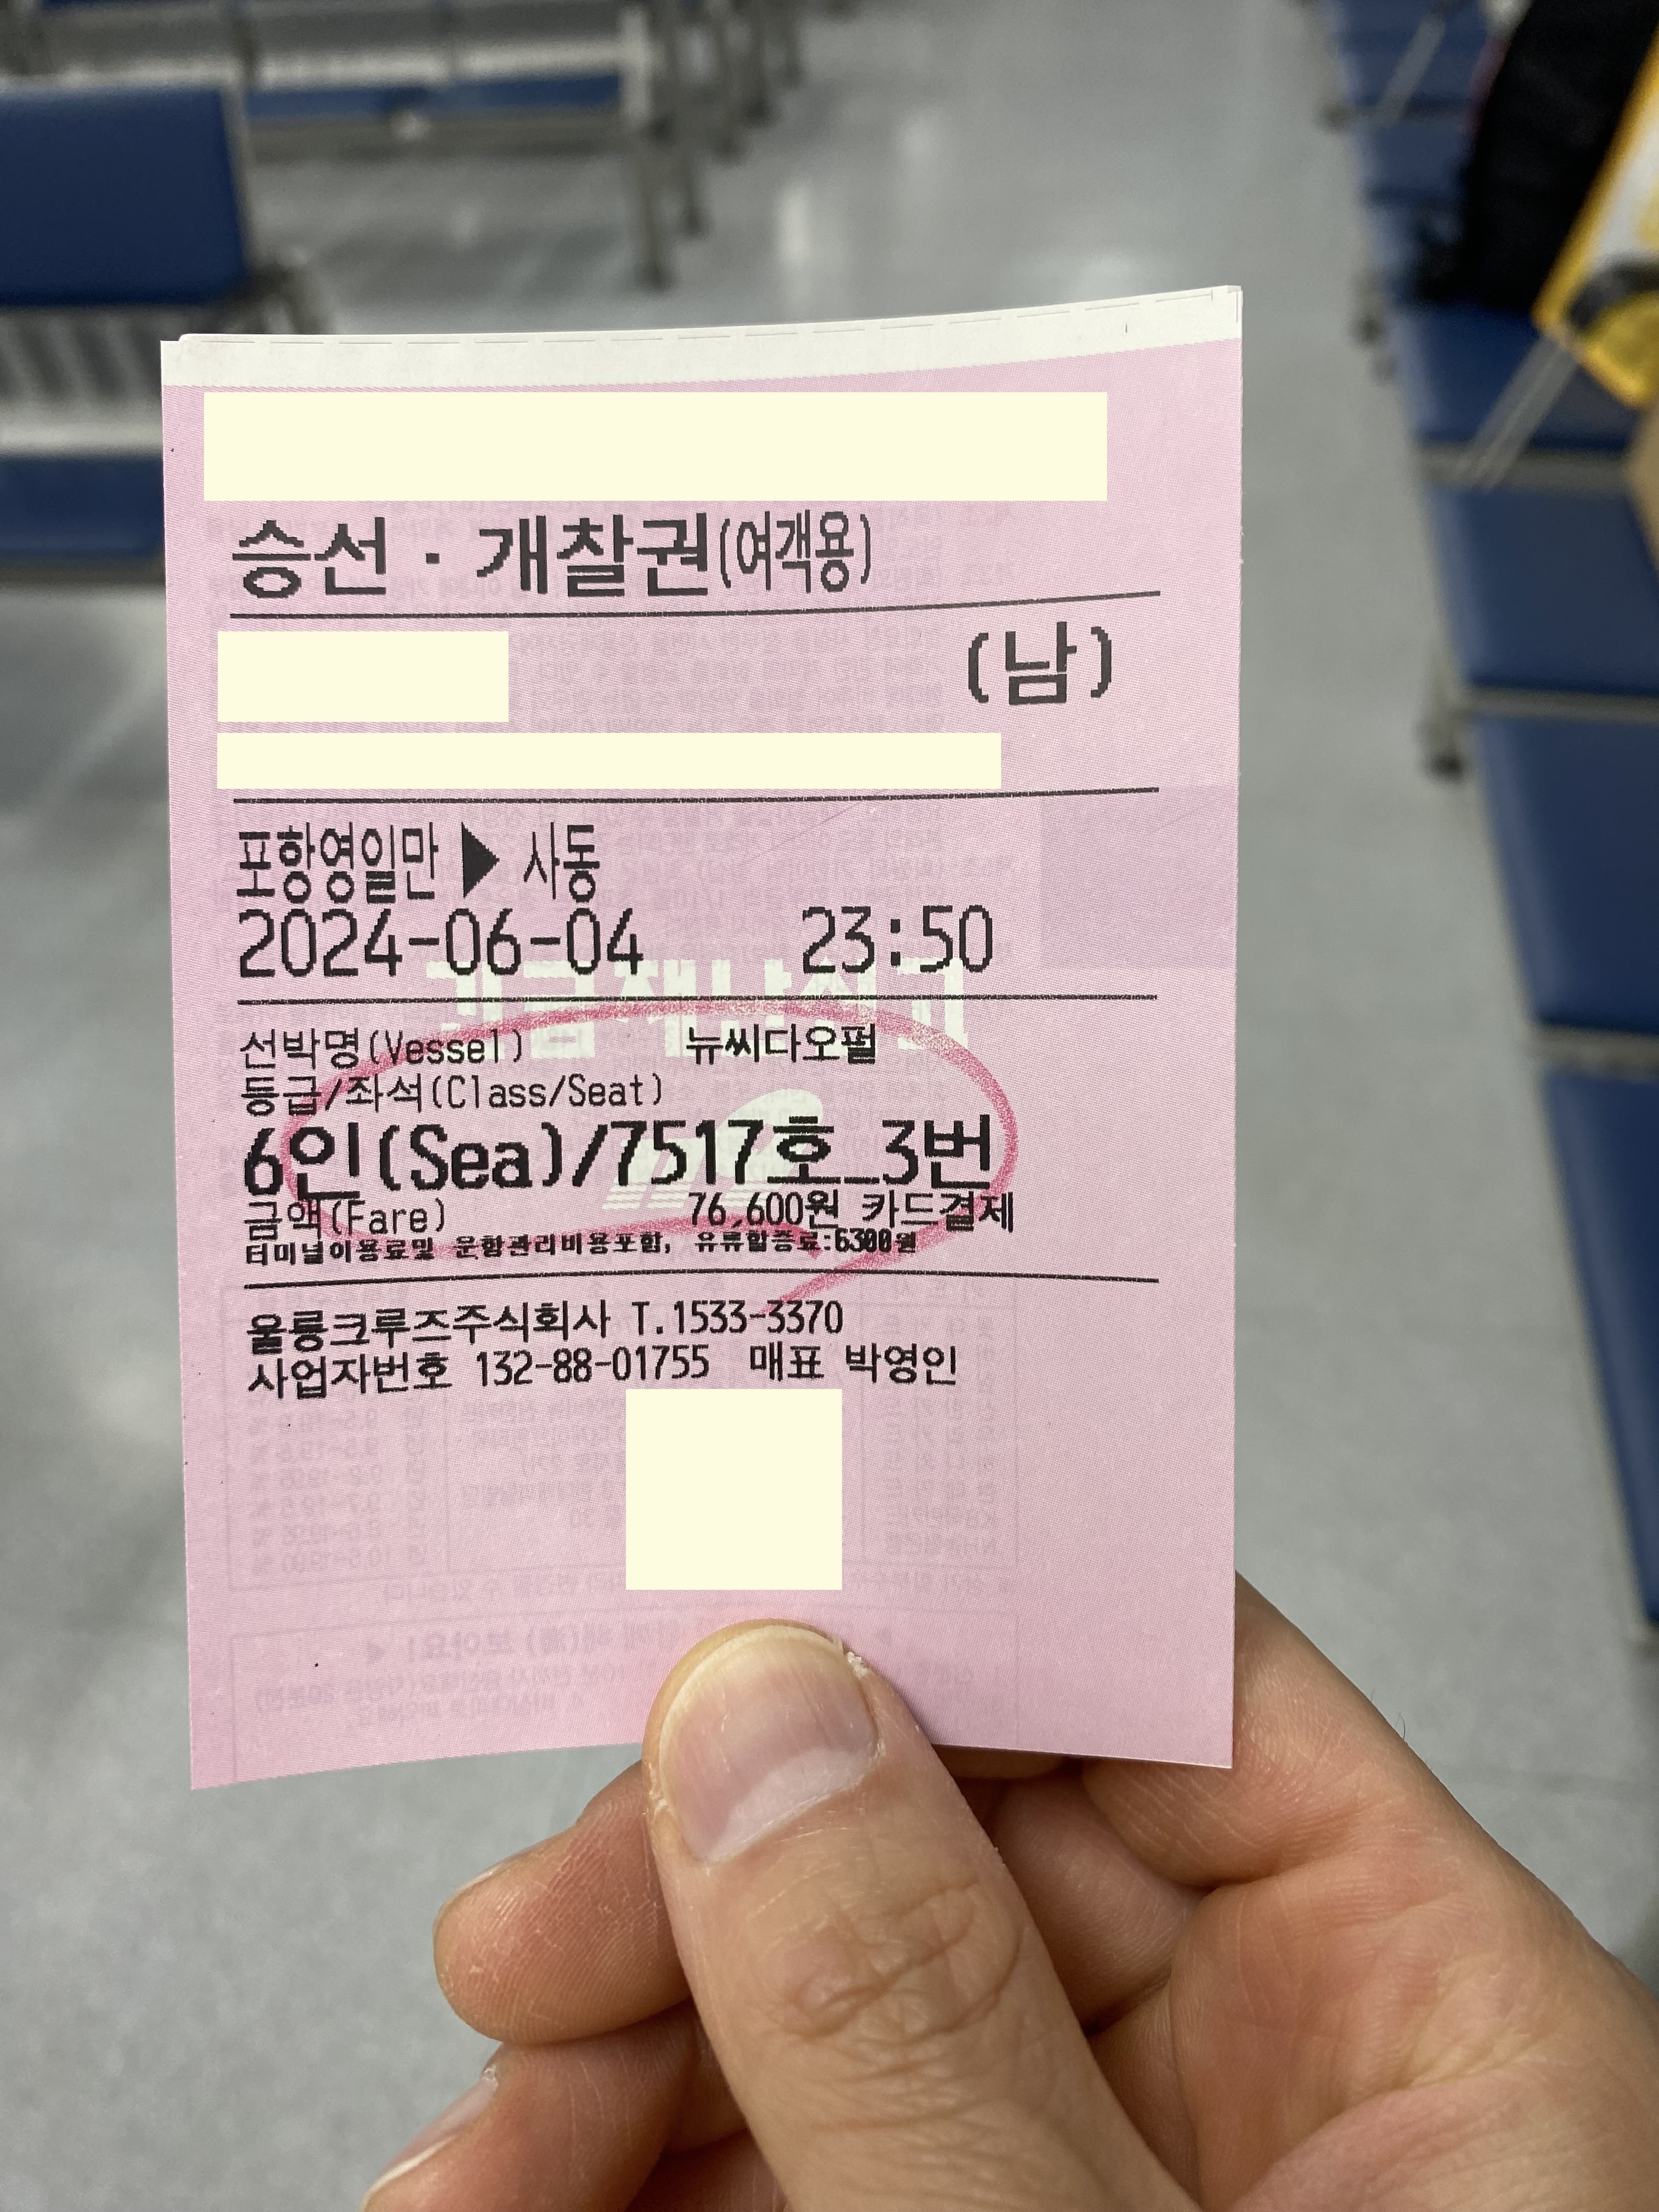 승선 · 개찰권(여객용)
(남)
포항영일만 ▶ 사동
2024-06-04 23:50
선박명(Vessel) 뉴씨다오펄
등급/좌석(Class/Seat)
6인(Sea)/7517호_3번
금액(Fare) 76,600원 카드결제
터미널이용료및 운항관리비용포함, 유류할증료:6300원
울릉크루즈주식회사 T.1533-3370
사업자번호 132-88-01755 매표 박영인